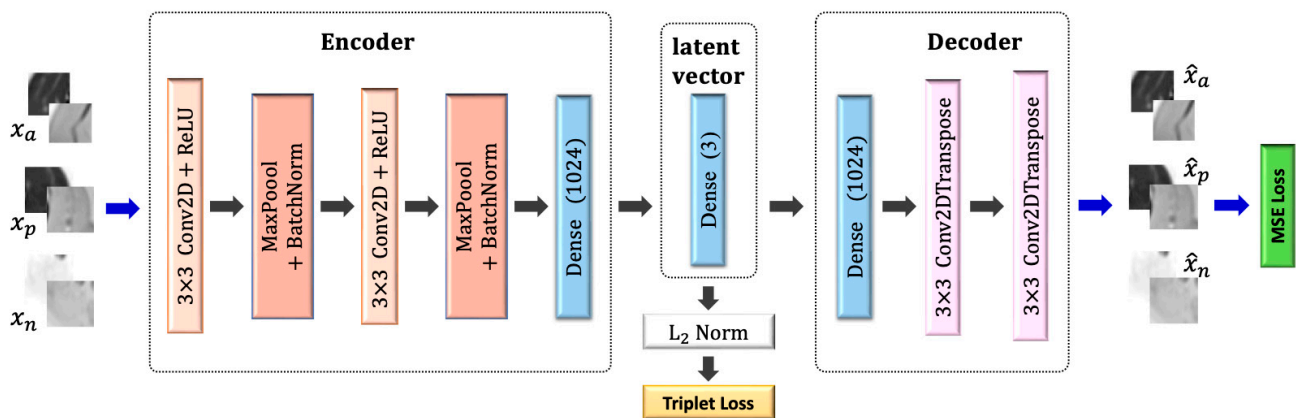 x_a
x_p
x_n
Encoder
3×3 Conv2D + ReLU
MaxPoool
+ BatchNorm
3×3 Conv2D + ReLU
MaxPoool
+ BatchNorm
Dense (1024)
latent
vector
Dense (3)
L₂ Norm
Triplet Loss
Decoder
Dense (1024)
3×3 Conv2DTranspose
3×3 Conv2DTranspose
x̂_a
x̂_p
x̂_n
MSE Loss